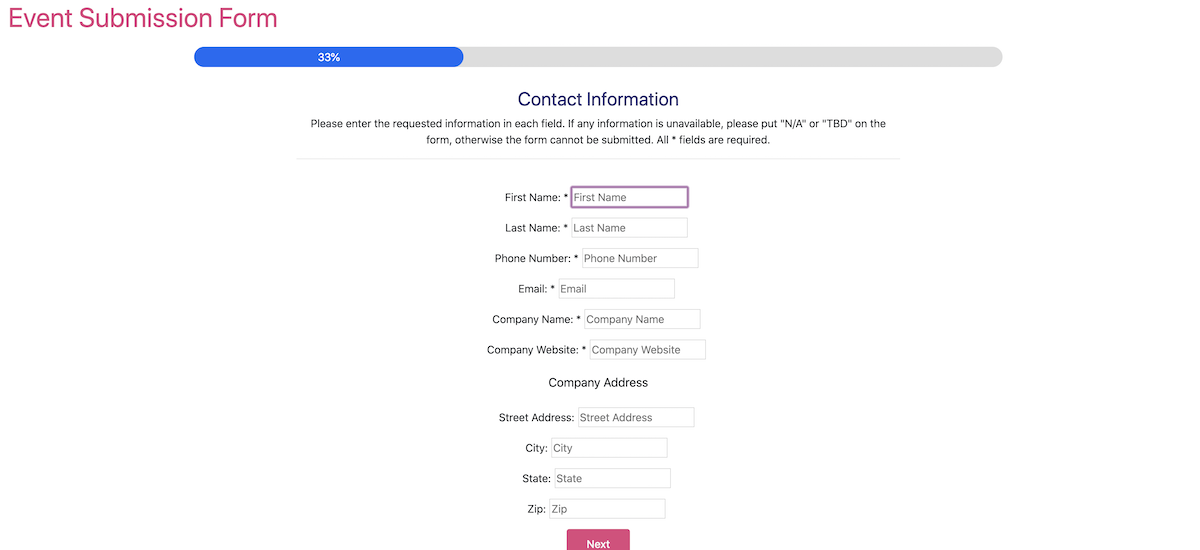 Event Submission Form
33%
Contact Information
Please enter the requested information in each field. If any information is unavailable, please put "N/A" or "TBD" on the
form, otherwise the form cannot be submitted. All * fields are required.
First Name: * First Name
Last Name: * Last Name
Phone Number: * Phone Number
Email: * Email
Company Name: * Company Name
Company Website: * Company Website
Company Address
Street Address: Street Address
City: City
State: State
Zip: Zip
Next